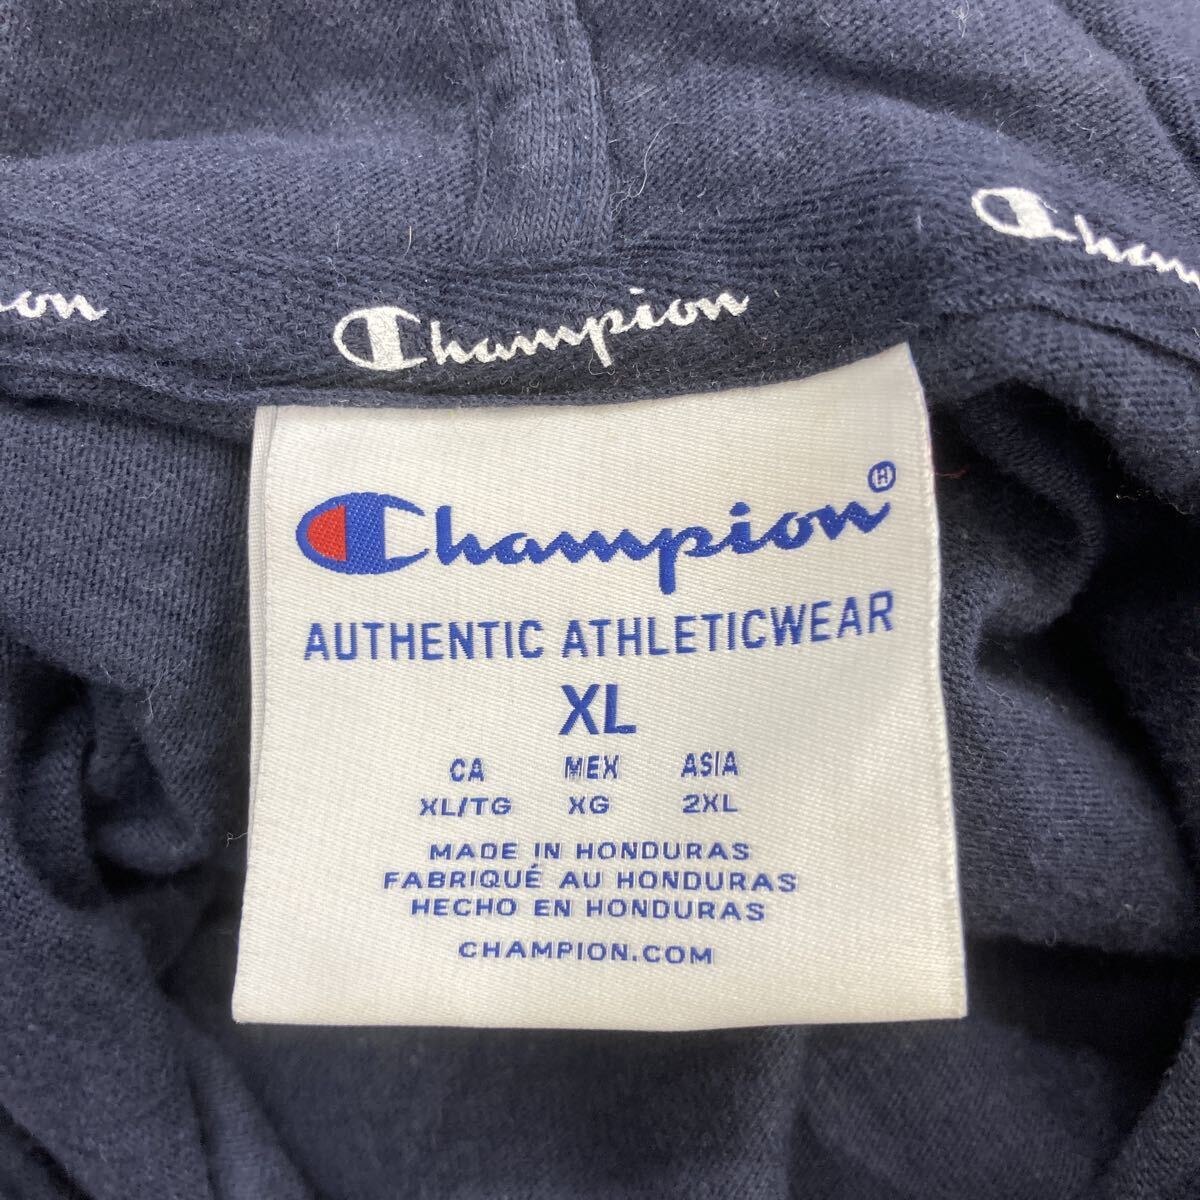 Champion
pion
Champion
Champion®
AUTHENTIC ATHLETICWEAR
XL
CA MEX ASIA
XL/TG XG 2XL
MADE IN HONDURAS
FABRIQUÉ AU HONDURAS
HECHO EN HONDURAS
CHAMPION.COM